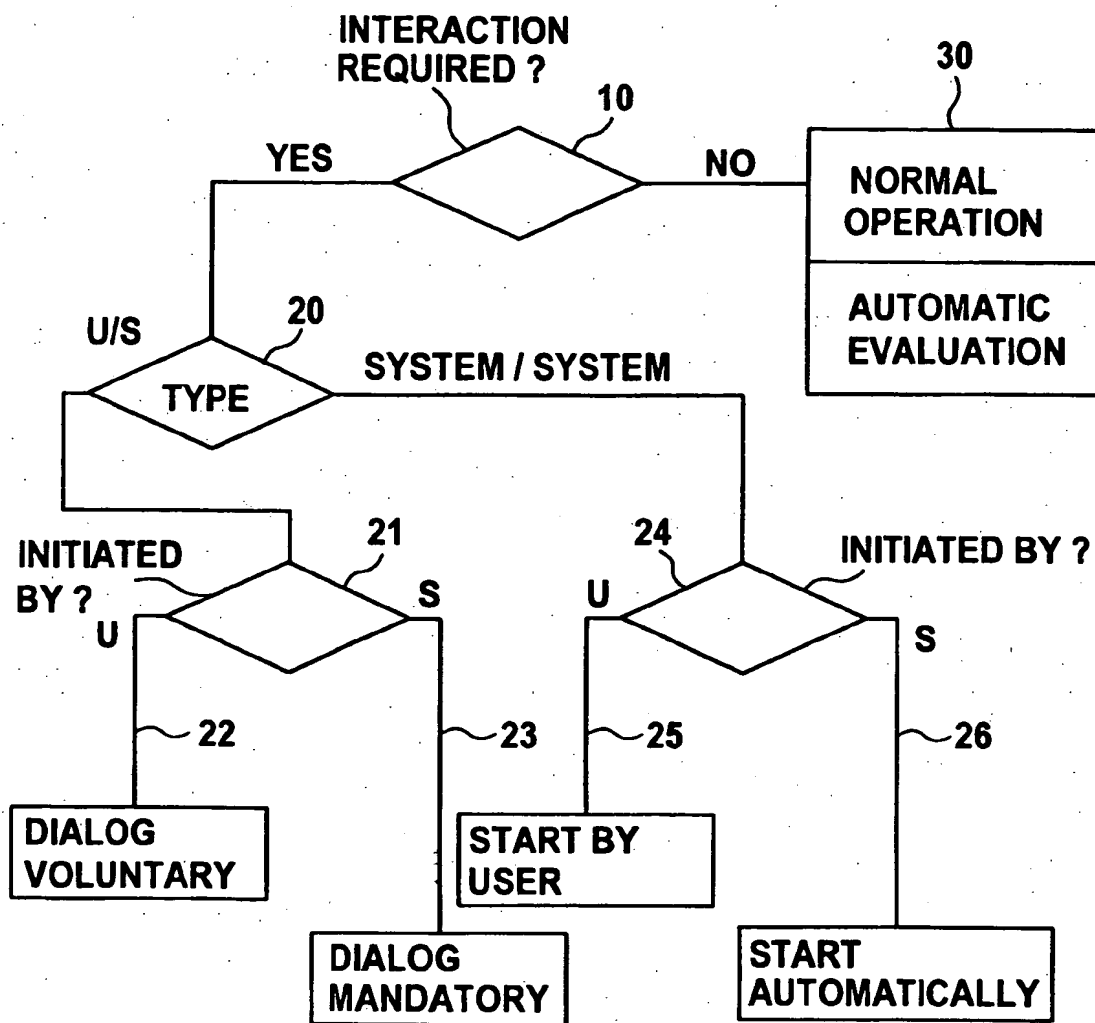 INTERACTION
REQUIRED ?
10
30
YES
NO
NORMAL
OPERATION
AUTOMATIC
EVALUATION
U/S
20
TYPE
SYSTEM / SYSTEM
INITIATED
BY ?
21
U
S
24
INITIATED BY ?
U
S
22
23
25
26
DIALOG
VOLUNTARY
START BY
USER
DIALOG
MANDATORY
START
AUTOMATICALLY